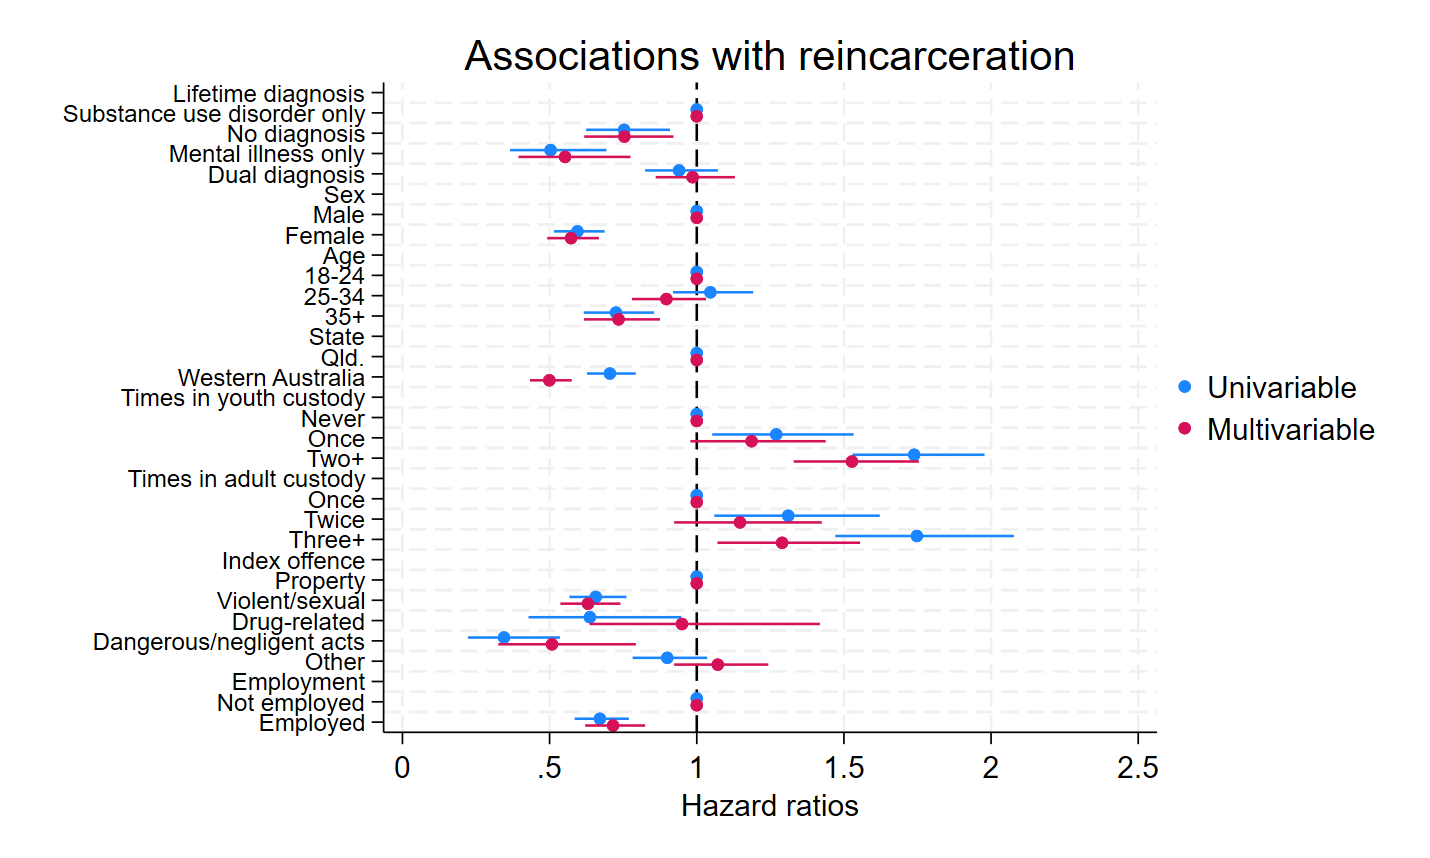 Associations with reincarceration
Lifetime diagnosis
Substance use disorder only
No diagnosis
Mental illness only
Dual diagnosis
Sex
Male
Female
Age
18-24
25-34
35+
State
Qld.
Western Australia
Times in youth custody
Never
Once
Two+
Times in adult custody
Once
Twice
Three+
Index offence
Property
Violent/sexual
Drug-related
Dangerous/negligent acts
Other
Employment
Not employed
Employed
0 .5 1 1.5 2 2.5
Hazard ratios
Univariable
Multivariable